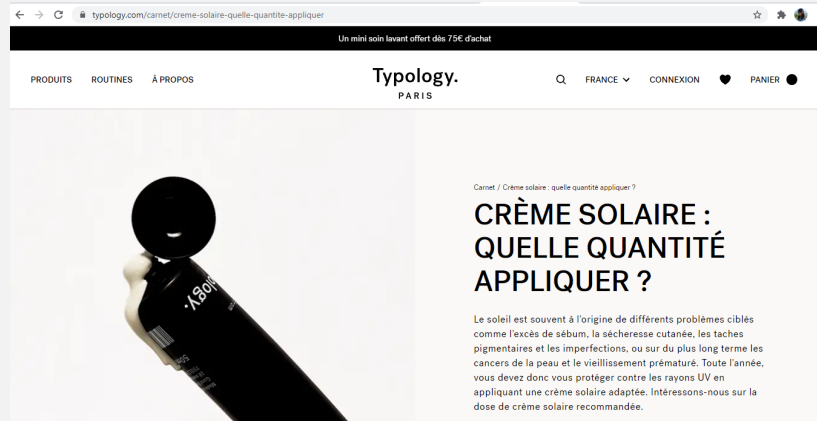 typology.com/carnet/creme-solaire-quelle-quantite-appliquer
Un mini soin lavant offert dès 75€ d'achat
PRODUITS ROUTINES À PROPOS
Typology.
PARIS
FRANCE CONNEXION PANIER
Carnet / Crème solaire : quelle quantité appliquer ?
CRÈME SOLAIRE :
QUELLE QUANTITÉ
APPLIQUER ?
Le soleil est souvent à l'origine de différents problèmes ciblés
comme l'excès de sébum, la sécheresse cutanée, les taches
pigmentaires et les imperfections, ou sur du plus long terme les
cancers de la peau et le vieillissement prématuré. Toute l'année,
vous devez donc vous protéger contre les rayons UV en
appliquant une crème solaire adaptée. Intéressons-nous sur la
dose de crème solaire recommandée.